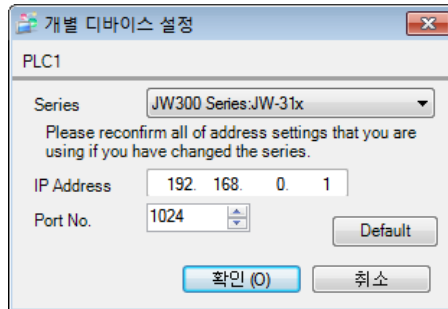 개별 디바이스 설정
PLC1
Series JW300 Series:JW-31x
Please reconfirm all of address settings that you are
using if you have changed the series.
IP Address 192. 168. 0. 1
Port No. 1024
Default
확인 (O) 취소